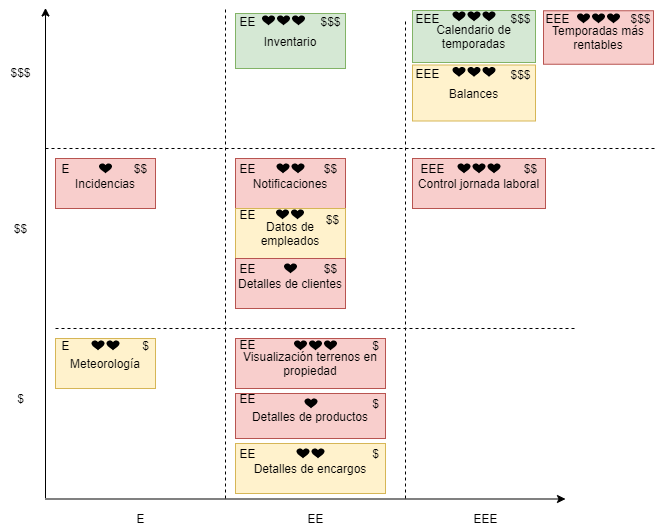 EE $$$
Inventario
EEE $$$
Calendario de
temporadas
EEE $$$
Temporadas más
rentables
$$$
EEE $$$
Balances
E $$
Incidencias
EE $$
Notificaciones
EEE $$
Control jornada laboral
$$
EE $$
Datos de
empleados
EE $$
Detalles de clientes
E $
Meteorología
EE $
Visualización terrenos en
propiedad
$
EE $
Detalles de productos
EE $
Detalles de encargos
E EE EEE